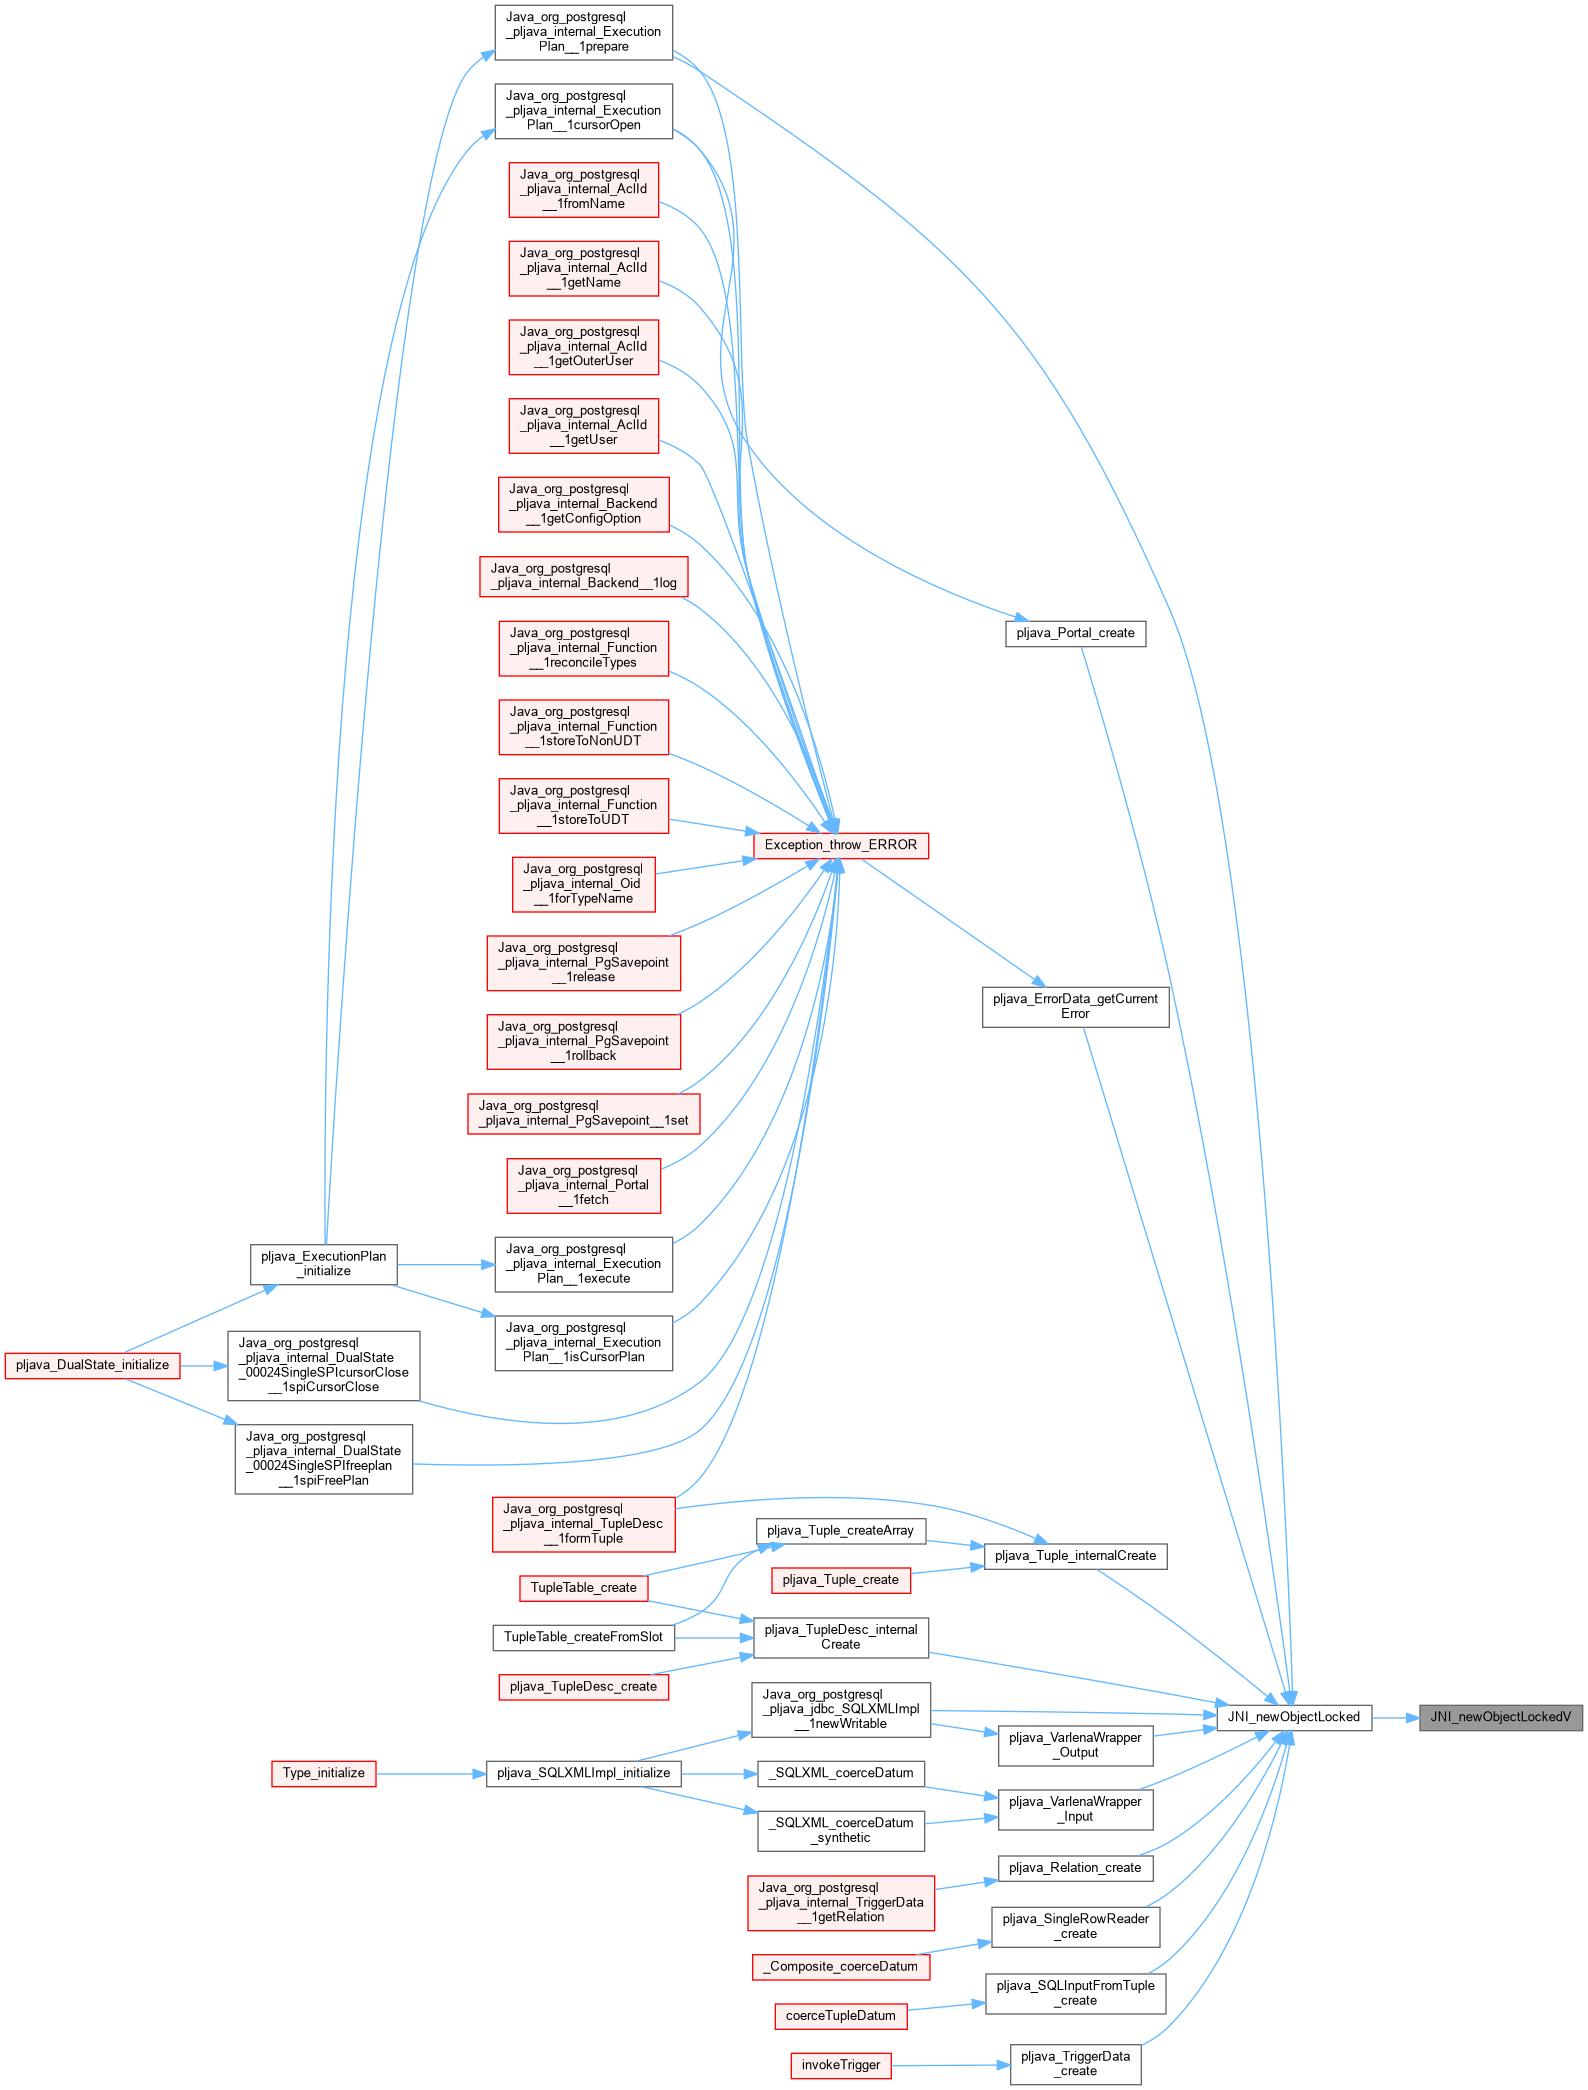 Java_org_postgresql
_pljava_internal_Execution
Plan__1prepare
Java_org_postgresql
_pljava_internal_Execution
Plan__1cursorOpen
Java_org_postgresql
_pljava_internal_AclId
__1fromName
Java_org_postgresql
_pljava_internal_AclId
__1getName
Java_org_postgresql
_pljava_internal_AclId
__1getOuterUser
Java_org_postgresql
_pljava_internal_AclId
__1getUser
Java_org_postgresql
_pljava_internal_Backend
__1getConfigOption
Java_org_postgresql
_pljava_internal_Backend__1log
Java_org_postgresql
_pljava_internal_Function
__1reconcileTypes
pljava_Portal_create
Java_org_postgresql
_pljava_internal_Function
__1storeToNonUDT
Java_org_postgresql
_pljava_internal_Function
__1storeToUDT
Exception_throw_ERROR
Java_org_postgresql
_pljava_internal_Oid
__1forTypeName
Java_org_postgresql
_pljava_internal_PgSavepoint
__1release
pljava_ErrorData_getCurrent
Error
Java_org_postgresql
_pljava_internal_PgSavepoint
__1rollback
Java_org_postgresql
_pljava_internal_PgSavepoint__1set
Java_org_postgresql
_pljava_internal_Portal
__1fetch
pljava_ExecutionPlan
_initialize
Java_org_postgresql
_pljava_internal_Execution
Plan__1execute
Java_org_postgresql
_pljava_internal_Execution
Plan__1isCursorPlan
pljava_DualState_initialize
Java_org_postgresql
_pljava_internal_DualState
_00024SingleSPIcursorClose
__1spiCursorClose
Java_org_postgresql
_pljava_internal_DualState
_00024SingleSPIfreeplan
__1spiFreePlan
Java_org_postgresql
_pljava_internal_TupleDesc
__1formTuple
pljava_Tuple_createArray
pljava_Tuple_internalCreate
TupleTable_create
pljava_Tuple_create
TupleTable_createFromSlot
pljava_TupleDesc_internal
Create
pljava_TupleDesc_create
Java_org_postgresql
_pljava_jdbc_SQLXMLImpl
__1newWritable
JNI_newObjectLocked
JNI_newObjectLockedV
pljava_VarlenaWrapper
_Output
Type_initialize
pljava_SQLXMLImpl_initialize
_SQLXML_coerceDatum
pljava_VarlenaWrapper
_Input
_SQLXML_coerceDatum
_synthetic
pljava_Relation_create
Java_org_postgresql
_pljava_internal_TriggerData
__1getRelation
pljava_SingleRowReader
_create
_Composite_coerceDatum
pljava_SQLInputFromTuple
_create
coerceTupleDatum
pljava_TriggerData
_create
invokeTrigger